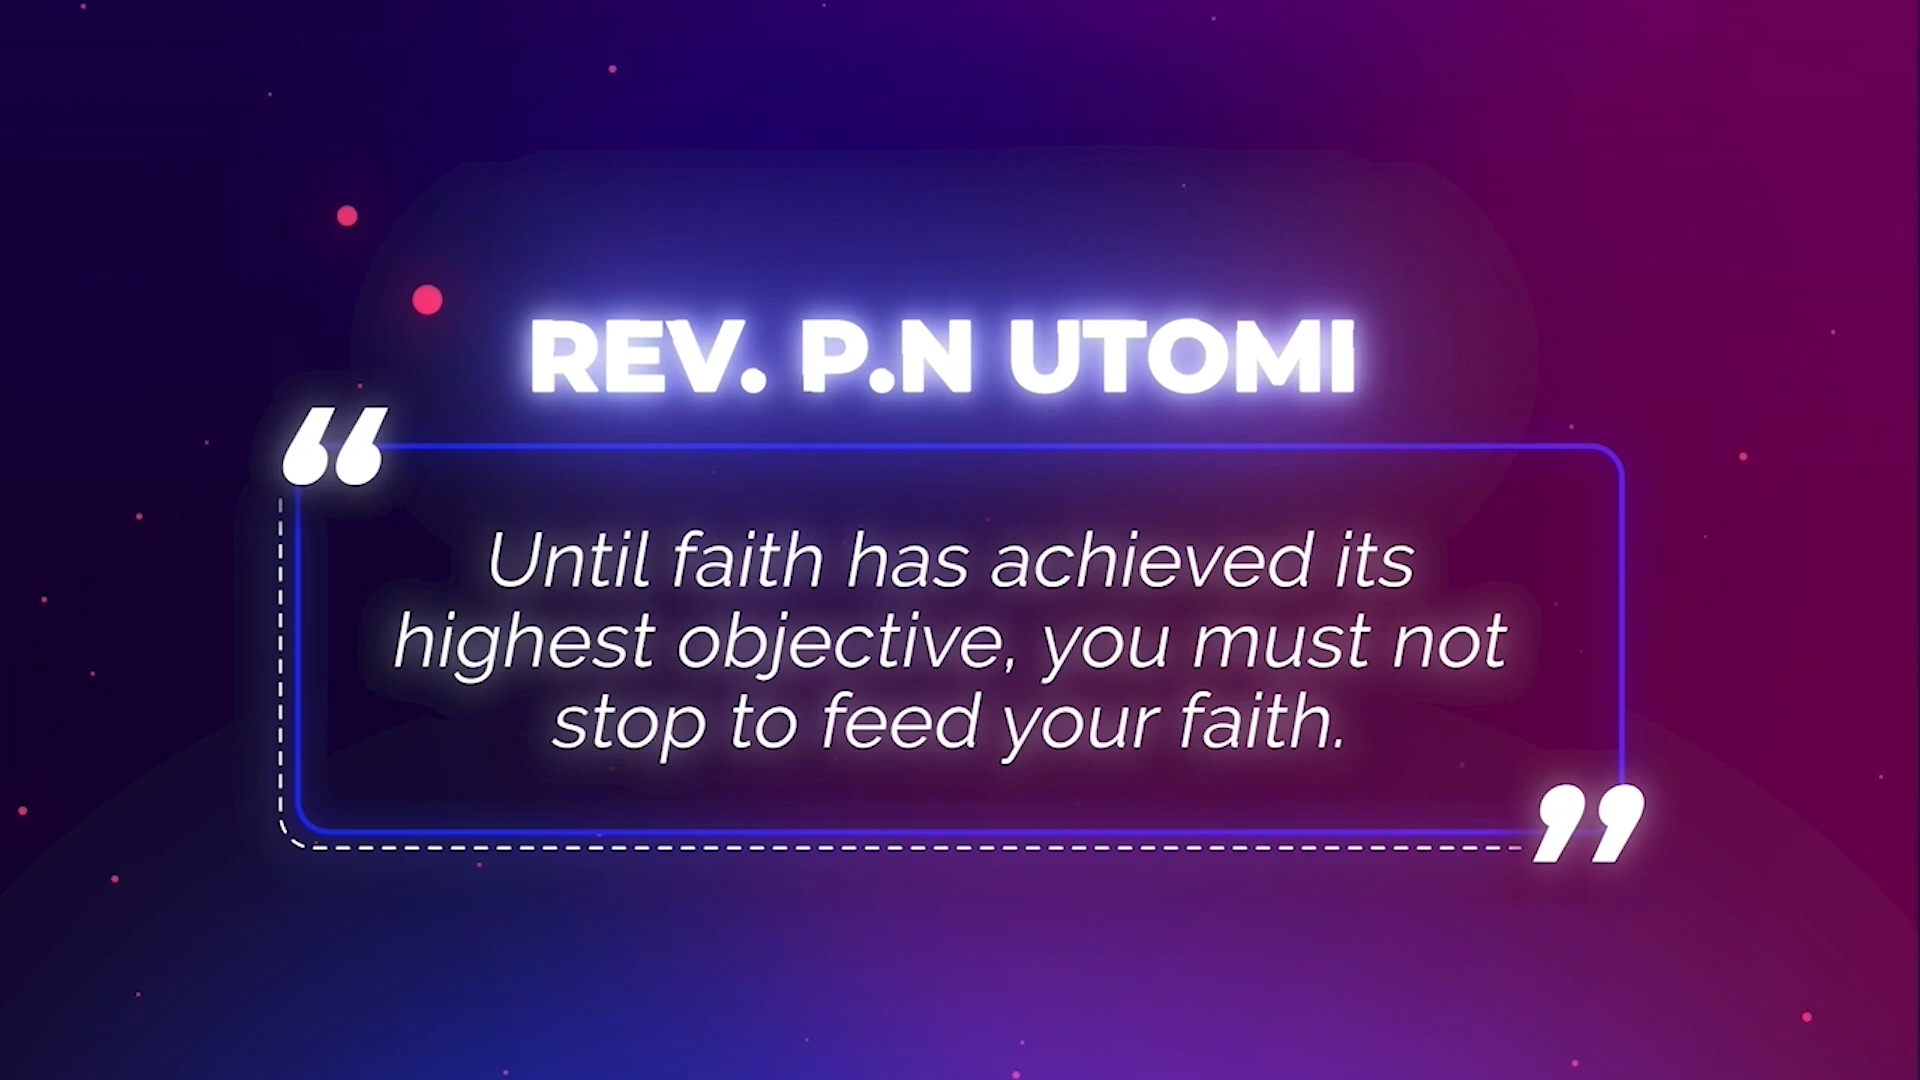 REV. P.N UTOMI
“
Until faith has achieved its
highest objective, you must not
stop to feed your faith.
”